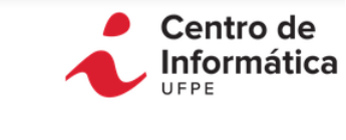 Centro de
Informática
UFPE